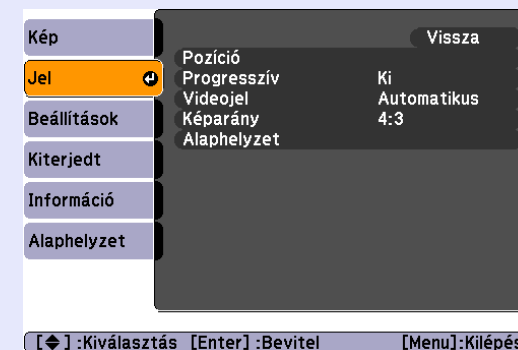 Kép
Jel
Beállítások
Kiterjedt
Információ
Alaphelyzet
Vissza
Pozíció
Progresszív Ki
Videojel Automatikus
Képarány 4:3
Alaphelyzet
[◆] :Kiválasztás [Enter] :Bevitel [Menu]:Kilépés